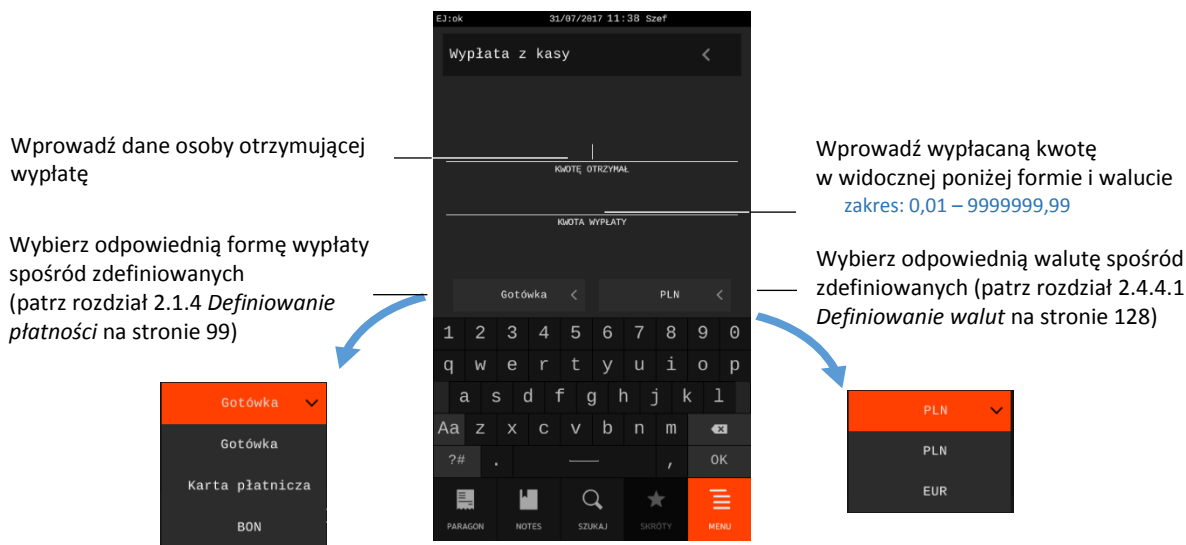 EJ:ok 31/07/2017 11:38 Szef
Wypłata z kasy
Wprowadź dane osoby otrzymującej
wypłatę
KWOTĘ OTRZYMAŁ
Wprowadź wypłacaną kwotę
w widocznej poniżej formie i walucie
zakres: 0,01 – 9999999,99
KWOTA WYPŁATY
Wybierz odpowiednią formę wypłaty
spośród zdefiniowanych
(patrz rozdział 2.1.4 Definiowanie
płatności na stronie 99)
Wybierz odpowiednią walutę spośród
zdefiniowanych (patrz rozdział 2.4.4.1
Definiowanie walut na stronie 128)
Gotówka PLN
1 2 3 4 5 6 7 8 9 0
q w e r t y u i o p
a s d f g h j k l
Aa z x c v b n m
?# . , OK
PARAGON NOTES SZUKAJ SKRÓTY MENU
Gotówka
Gotówka
Karta płatnicza
BON
PLN
PLN
EUR